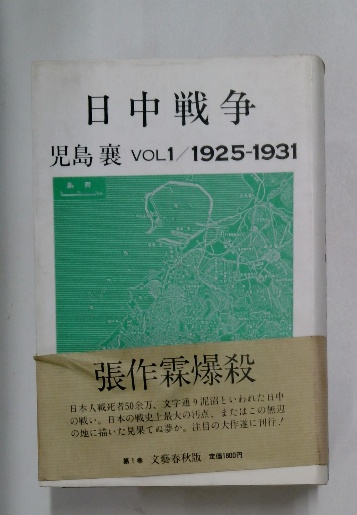 日中戦争
児島襄 VOL1/1925-1931
張作霖爆殺
日本人戦死者50余万、文字通り泥沼といわれた日中
の戦い。日本の戦史上最大の汚点、またはこの無辺
の地に描いた見果てぬ夢か。注目の大作遂に刊行!
第1巻 文藝春秋版 定価1800円